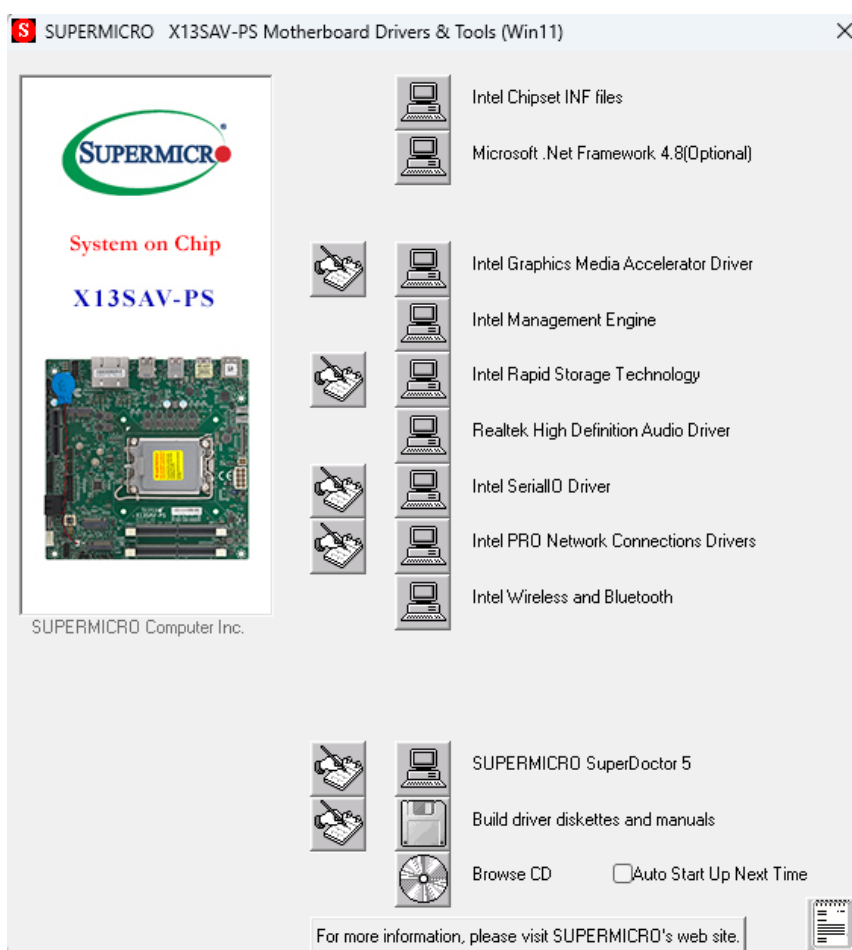 SUPERMICRO X13SAV-PS Motherboard Drivers & Tools (Win11)
SUPERMICRO
System on Chip
X13SAV-PS
SUPERMICRO Computer Inc.
Intel Chipset INF files
Microsoft .Net Framework 4.8(Optional)
Intel Graphics Media Accelerator Driver
Intel Management Engine
Intel Rapid Storage Technology
Realtek High Definition Audio Driver
Intel SerialIO Driver
Intel PRO Network Connections Drivers
Intel Wireless and Bluetooth
SUPERMICRO SuperDoctor 5
Build driver diskettes and manuals
Browse CD
Auto Start Up Next Time
For more information, please visit SUPERMICRO's web site.